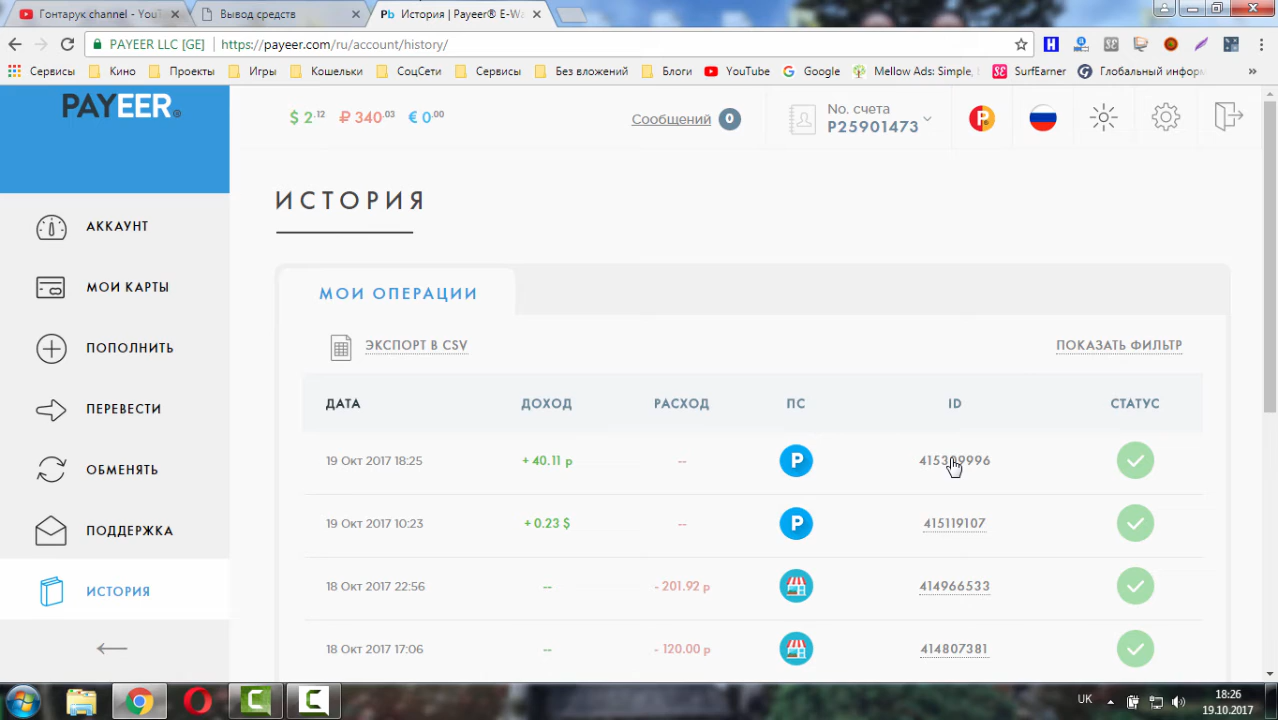 Гонтарук channel - YouT
Вывод средств
Pb История | Payeer® E-Wa
PAYEER LLC [GE] https://payeer.com/ru/account/history/
Сервисы Кино Проекты Игры Кошельки СоцСети Сервисы Без вложений Блоги YouTube Google Mellow Ads: Simple, SurfEarner Глобальный инфор »
PAYEER®
$ 2.12 ₽ 340.03 € 0.00
Сообщений 0
No. счета
P25901473
АККАУНТ
МОИ КАРТЫ
ПОПОЛНИТЬ
ПЕРЕВЕСТИ
ОБМЕНЯТЬ
ПОДДЕРЖКА
ИСТОРИЯ
ИСТОРИЯ
МОИ ОПЕРАЦИИ
ЭКСПОРТ В CSV ПОКАЗАТЬ ФИЛЬТР
ДАТА ДОХОД РАСХОД ПС ID СТАТУС
19 Окт 2017 18:25 + 40.11 р -- P
19 Окт 2017 10:23 + 0.23 $ -- P 415119107
18 Окт 2017 22:56 -- - 201.92 р 414966533
18 Окт 2017 17:06 -- - 120.00 р 414807381
UK
18:26
19.10.2017